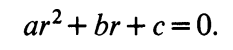 ar² + br + c = 0.